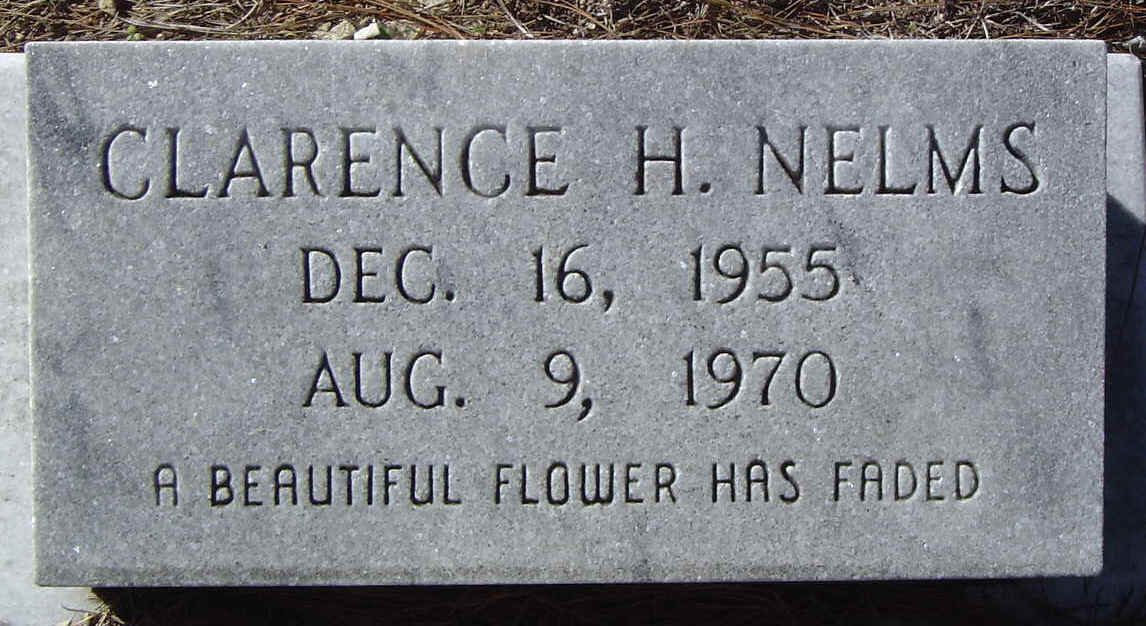 CLARENCE H. NELMS
DEC. 16, 1955
AUG. 9, 1970
A BEAUTIFUL FLOWER HAS FADED